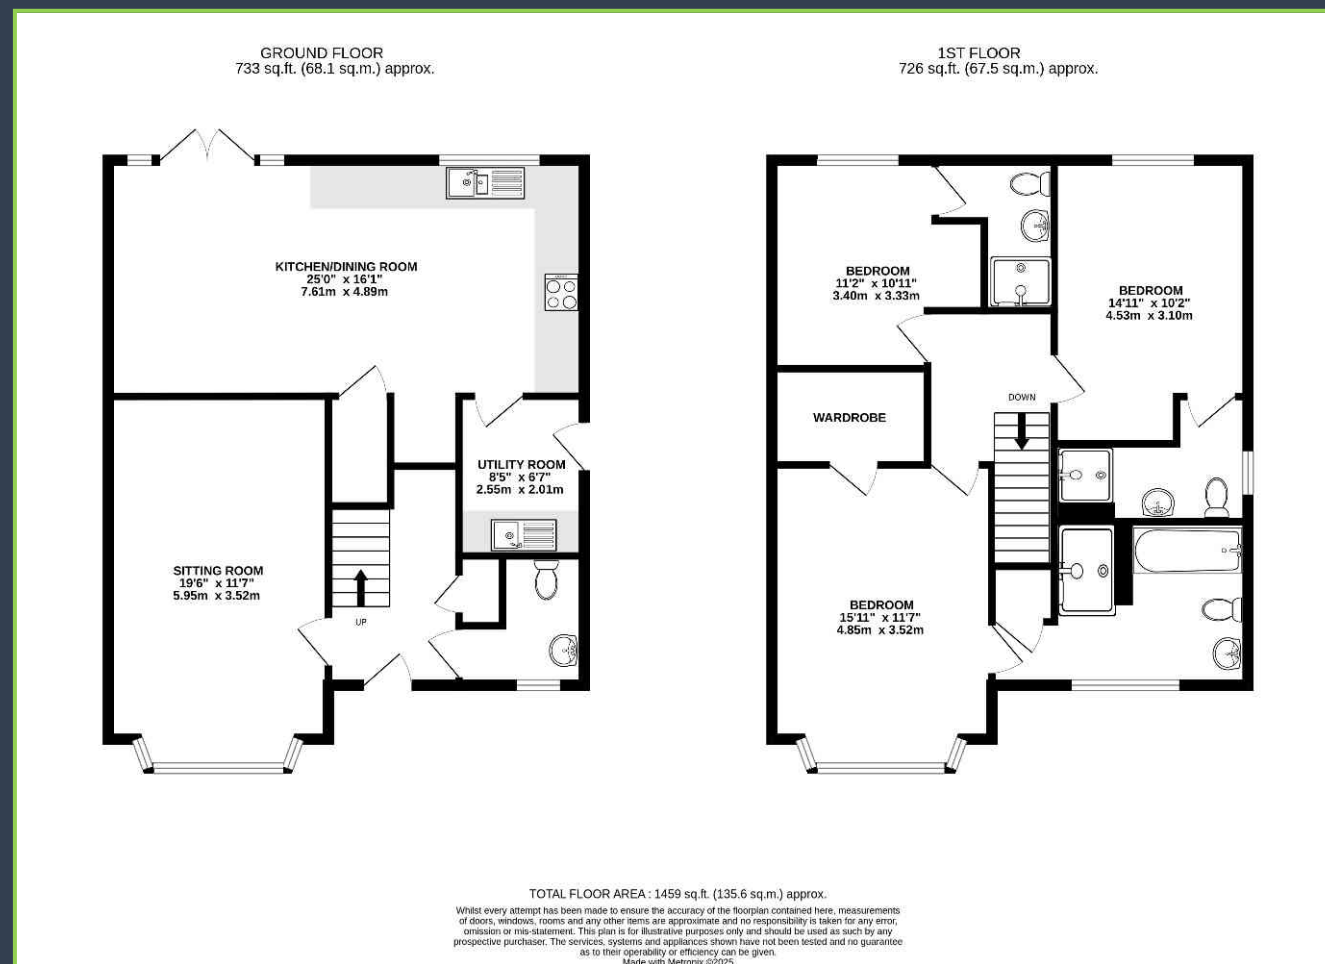 GROUND FLOOR
733 sq.ft. (68.1 sq.m.) approx.
1ST FLOOR
726 sq.ft. (67.5 sq.m.) approx.
KITCHEN/DINING ROOM
25'0" x 16'1"
7.61m x 4.89m
UTILITY ROOM
8'5" x 6'7"
2.55m x 2.01m
SITTING ROOM
19'6" x 11'7"
5.95m x 3.52m
UP
BEDROOM
11'2" x 10'11"
3.40m x 3.33m
BEDROOM
14'11" x 10'2"
4.53m x 3.10m
DOWN
WARDROBE
BEDROOM
15'11" x 11'7"
4.85m x 3.52m
TOTAL FLOOR AREA : 1459 sq.ft. (135.6 sq.m.) approx.
Whilst every attempt has been made to ensure the accuracy of the floorplan contained here, measurements
of doors, windows, rooms and any other items are approximate and no responsibility is taken for any error,
omission or mis-statement. This plan is for illustrative purposes only and should be used as such by any
prospective purchaser. The services, systems and appliances shown have not been tested and no guarantee
as to their operability or efficiency can be given.
Made with Metropix ©2025